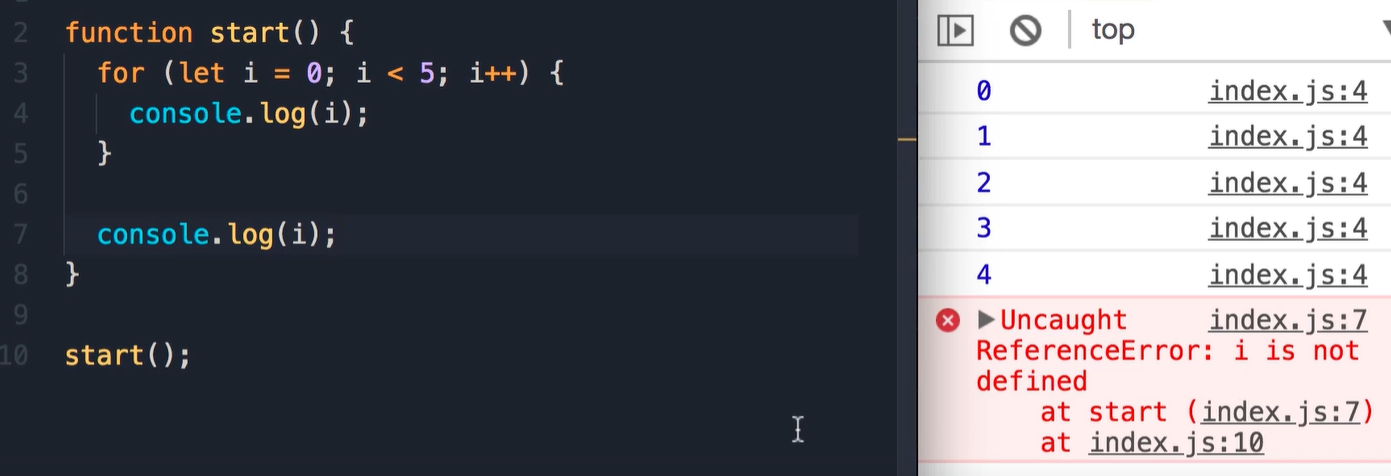 2 function start() {
3 for (let i = 0; i < 5; i++) {
4 console.log(i);
5 }
6
7 console.log(i);
8 }
9
10 start();
top
0 index.js:4
1 index.js:4
2 index.js:4
3 index.js:4
4 index.js:4
Uncaught index.js:7
ReferenceError: i is not
defined
at start (index.js:7)
at index.js:10